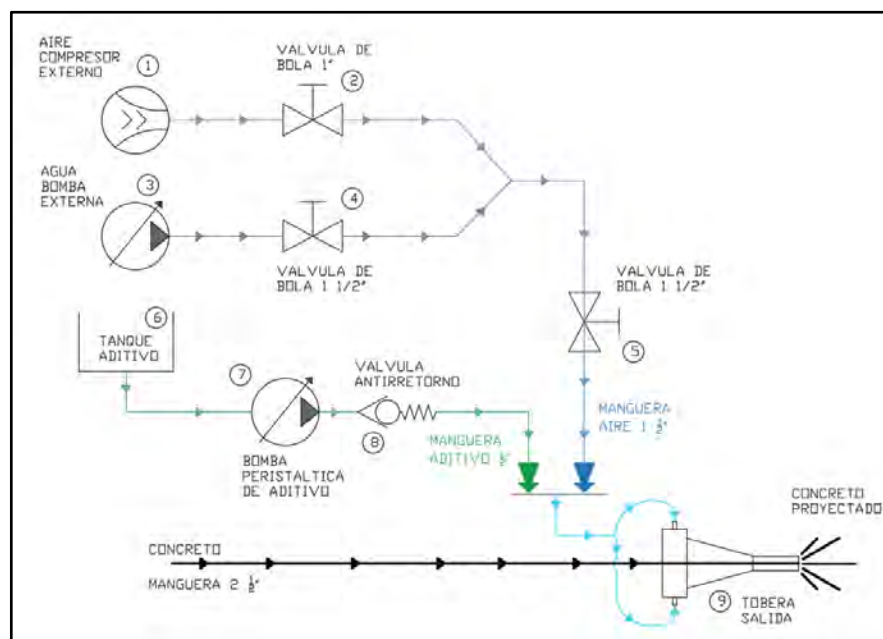 AIRE
COMPRESOR
EXTERNO
1
VALVULA DE
BOLA 1"
2
AGUA
BOMBA
EXTERNA
3
4
VALVULA DE
BOLA 1 1/2"
VALVULA DE
BOLA 1 1/2"
5
6
TANQUE
ADITIVO
7
VALVULA
ANTIRRETORNO
8
BOMBA
PERISTALTICA
DE ADITIVO
MANGUERA
ADITIVO ½"
MANGUERA
AIRE 1 ½"
CONCRETO
PROYECTADO
CONCRETO
MANGUERA 2 ½"
9
TOBERA
SALIDA